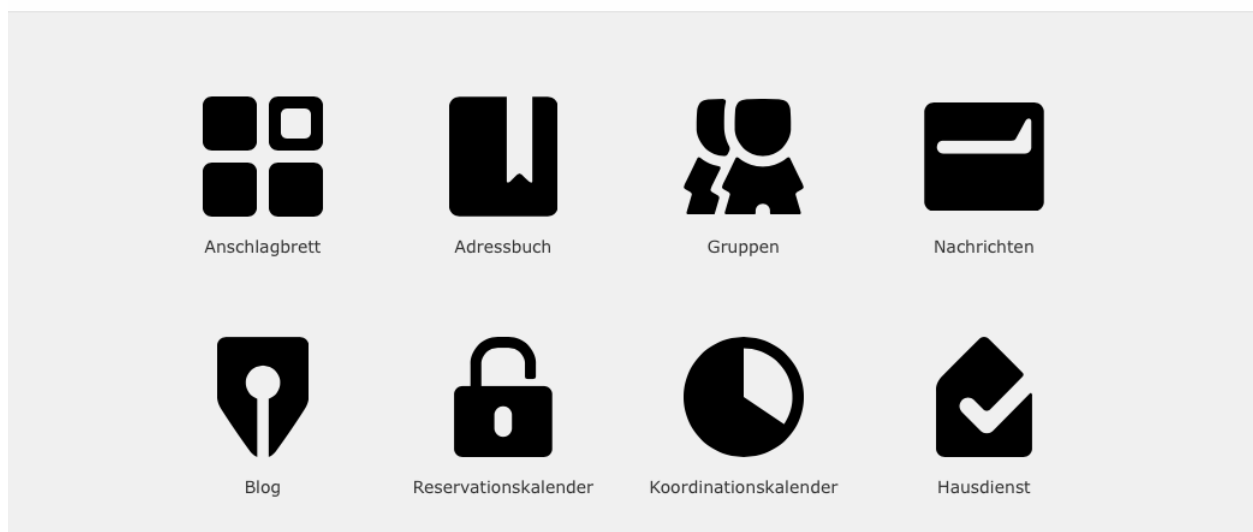 Anschlagbrett
Adressbuch
Gruppen
Nachrichten
Blog
Reservationskalender
Koordinationskalender
Hausdienst